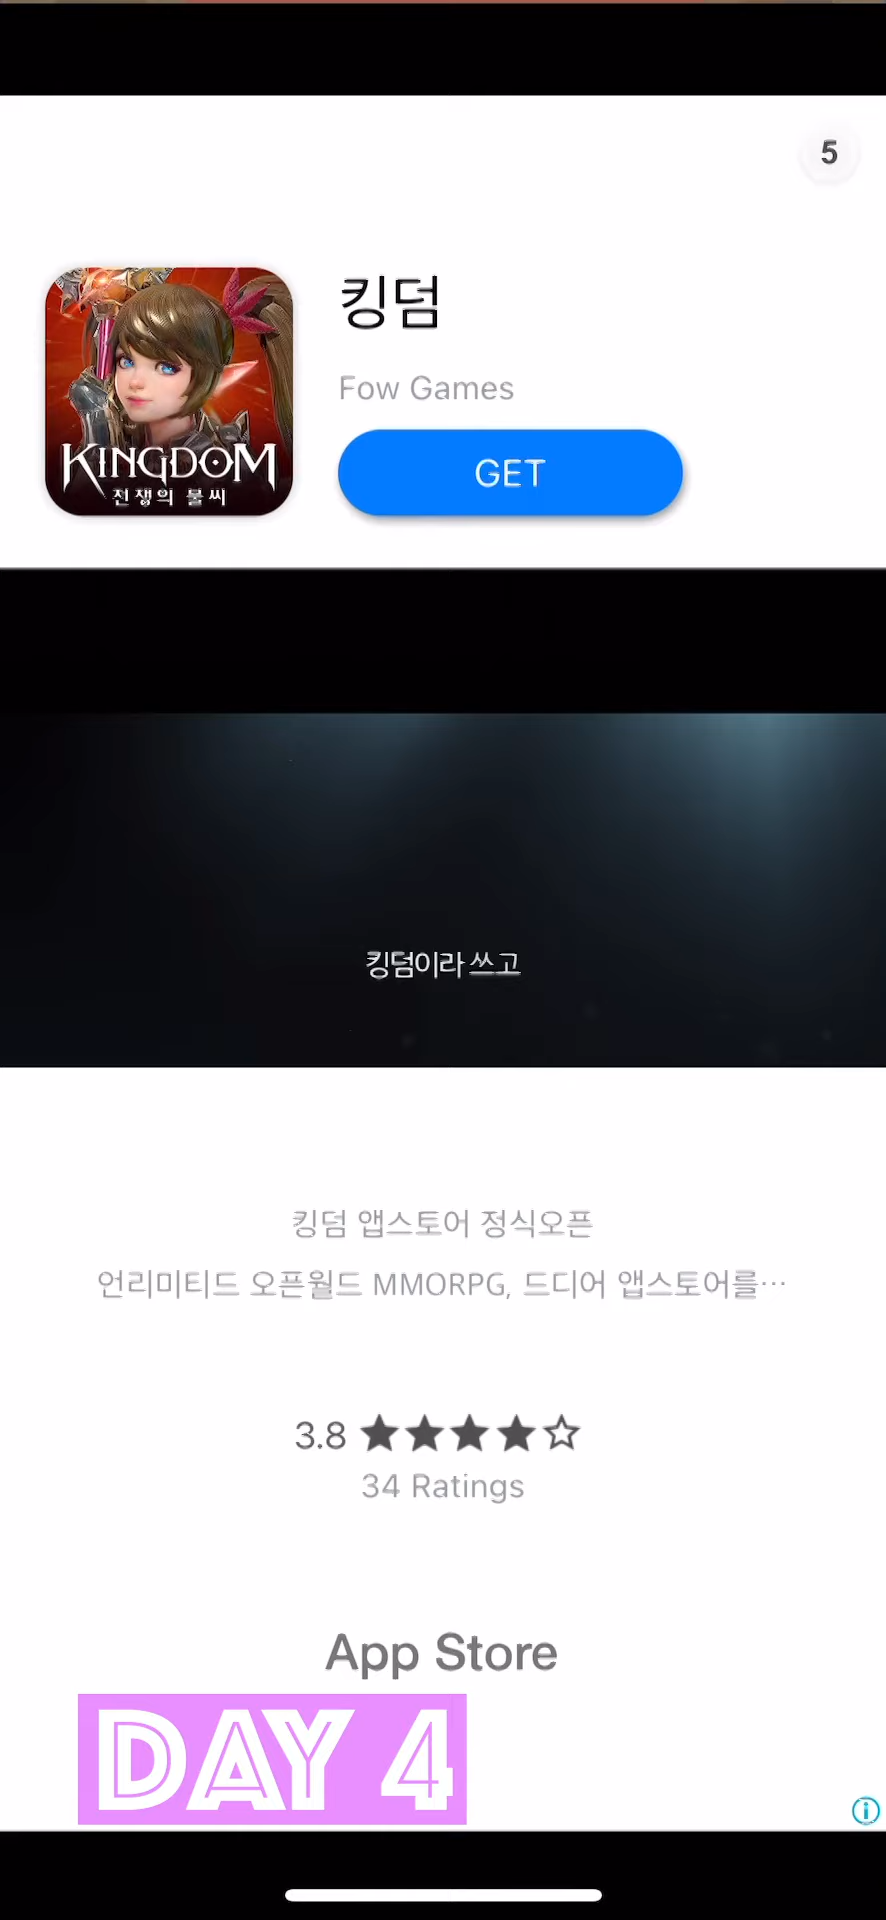 5
킹덤
Fow Games
GET
KINGDOM
전쟁의 불씨
킹덤이라 쓰고
킹덤 앱스토어 정식오픈
언리미티드 오픈월드 MMORPG, 드디어 앱스토어를…
3.8
34 Ratings
App Store
DAY 4